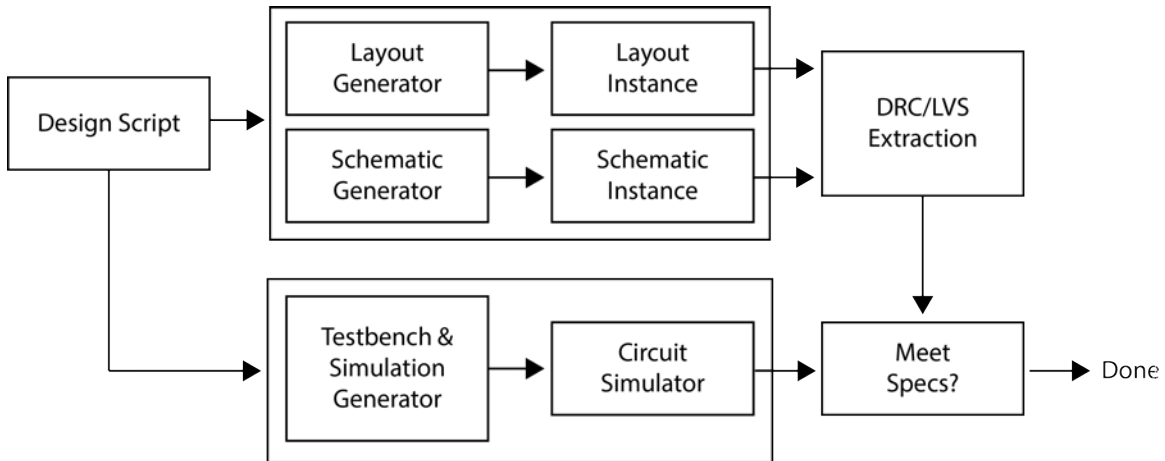 Layout
Generator
Layout
Instance
Design Script
DRC/LVS
Extraction
Schematic
Generator
Schematic
Instance
Testbench &
Simulation
Generator
Circuit
Simulator
Meet
Specs?
Done